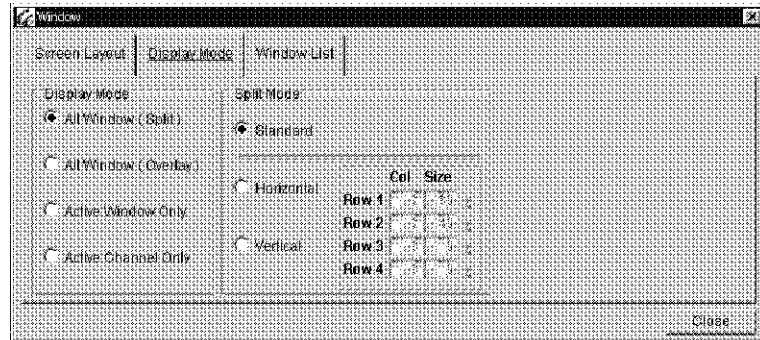 Window
Screen Layout Display Mode Window List
Display Mode
All Window ( Split )
All Window ( Overlay )
Active Window Only
Active Channel Only
Split Mode
Standard
Horizontal
Vertical
Col Size
Row 1
Row 2
Row 3
Row 4
Close